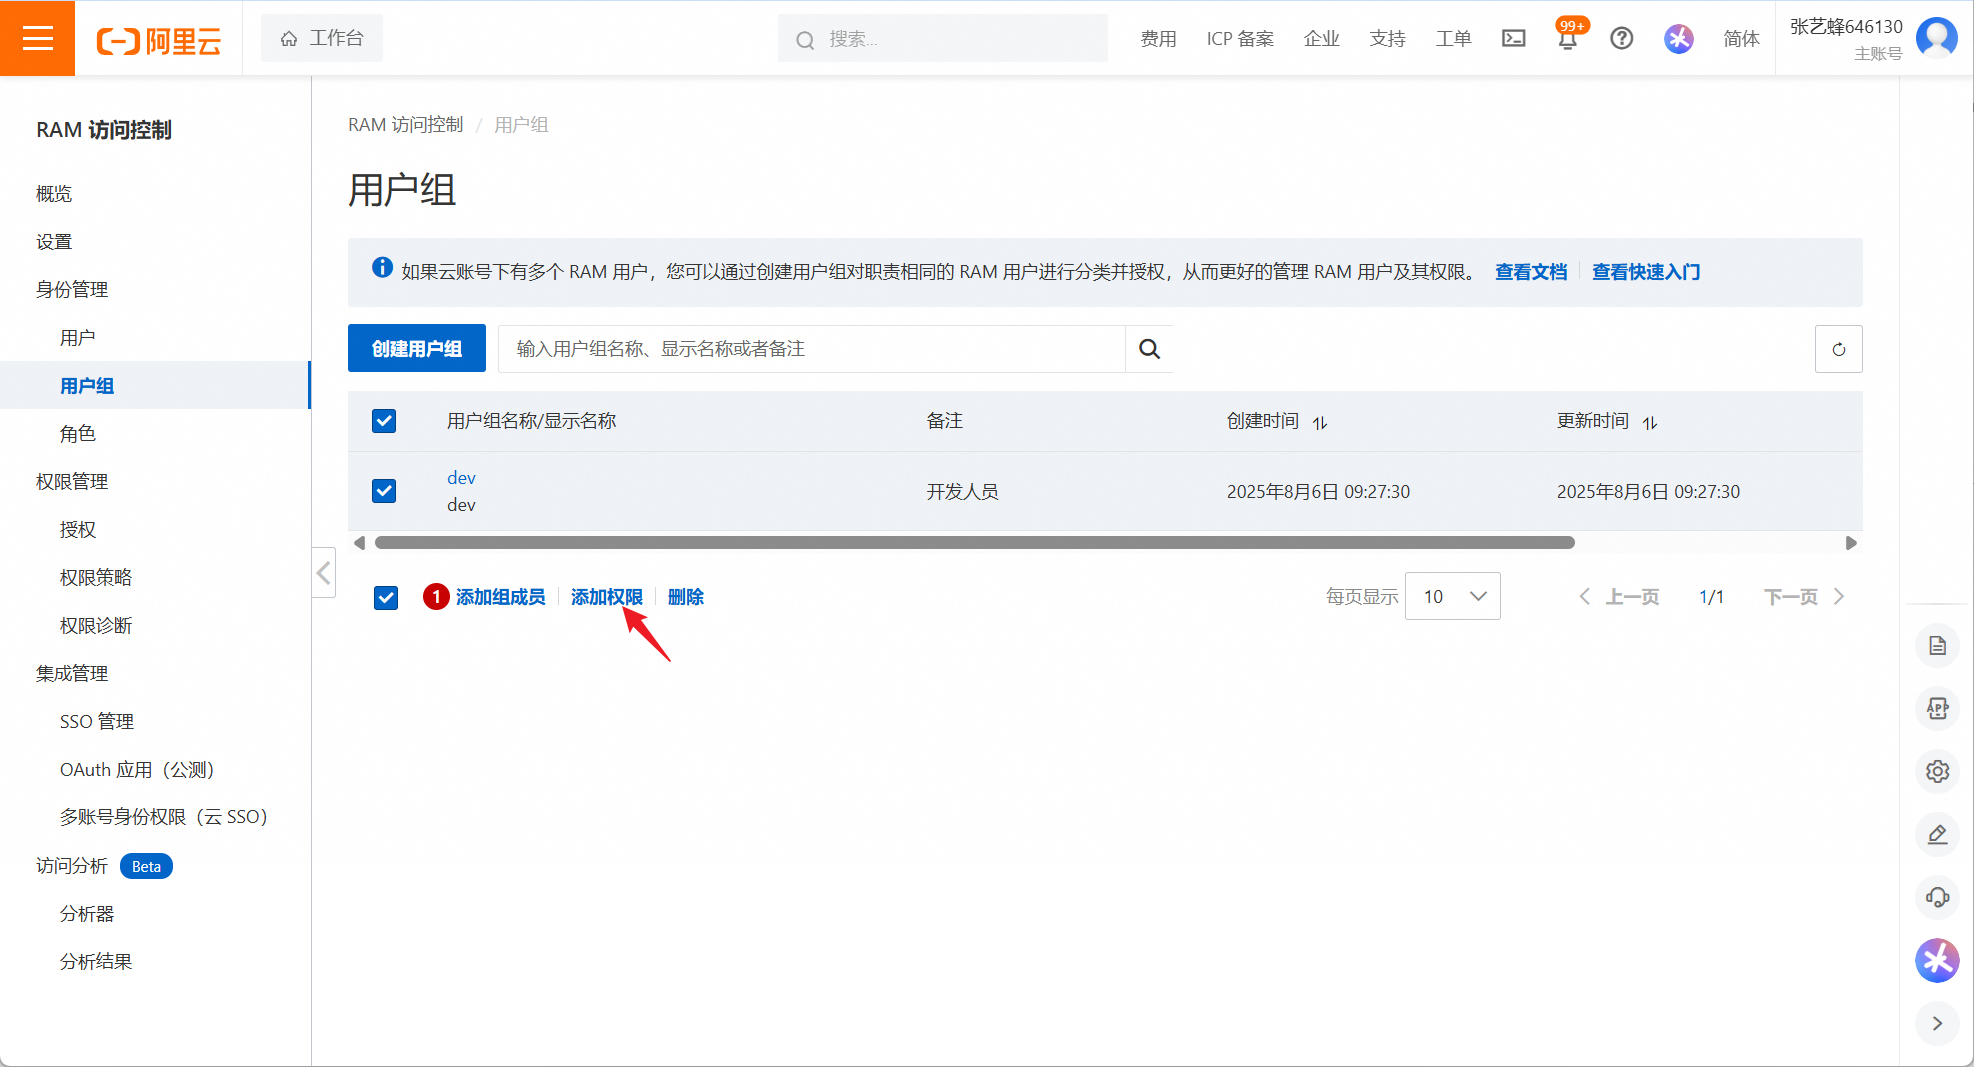 阿里云
工作台
搜索...
费用
ICP 备案
企业
支持
工单
99+
简体
张艺蜂646130
主账号
RAM 访问控制
概览
设置
身份管理
用户
用户组
角色
权限管理
授权
权限策略
权限诊断
集成管理
SSO 管理
OAuth 应用（公测）
多账号身份权限（云 SSO）
访问分析 Beta
分析器
分析结果
RAM 访问控制 / 用户组
用户组
如果云账号下有多个 RAM 用户，您可以通过创建用户组对职责相同的 RAM 用户进行分类并授权，从而更好的管理 RAM 用户及其权限。 查看文档 查看快速入门
创建用户组
输入用户组名称、显示名称或者备注
用户组名称/显示名称 备注 创建时间 更新时间
dev
dev
开发人员 2025年8月6日 09:27:30 2025年8月6日 09:27:30
1 添加组成员 添加权限 删除
每页显示 10
上一页 1/1 下一页
APP